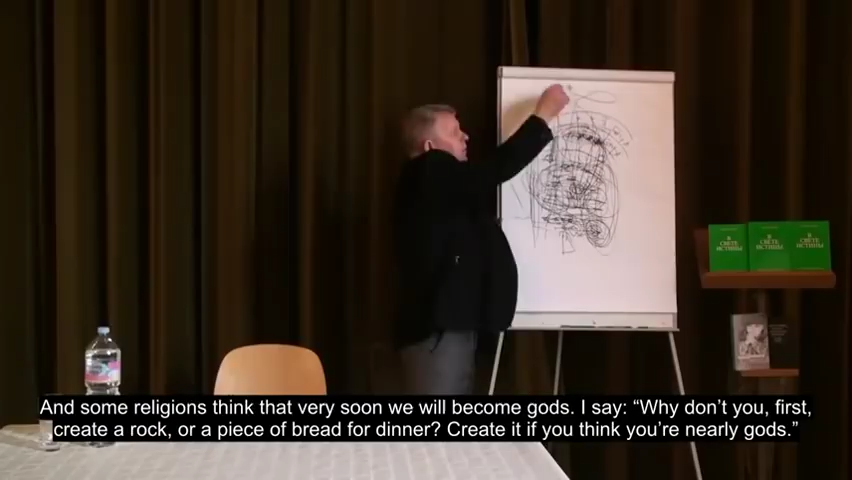 В
СВЕТЕ
ИСТИНЫ
В
СВЕТЕ
ИСТИНЫ
В
СВЕТЕ
ИСТИНЫ
And some religions think that very soon we will become gods. I say: “Why don’t you, first,
create a rock, or a piece of bread for dinner? Create it if you think you’re nearly gods.”